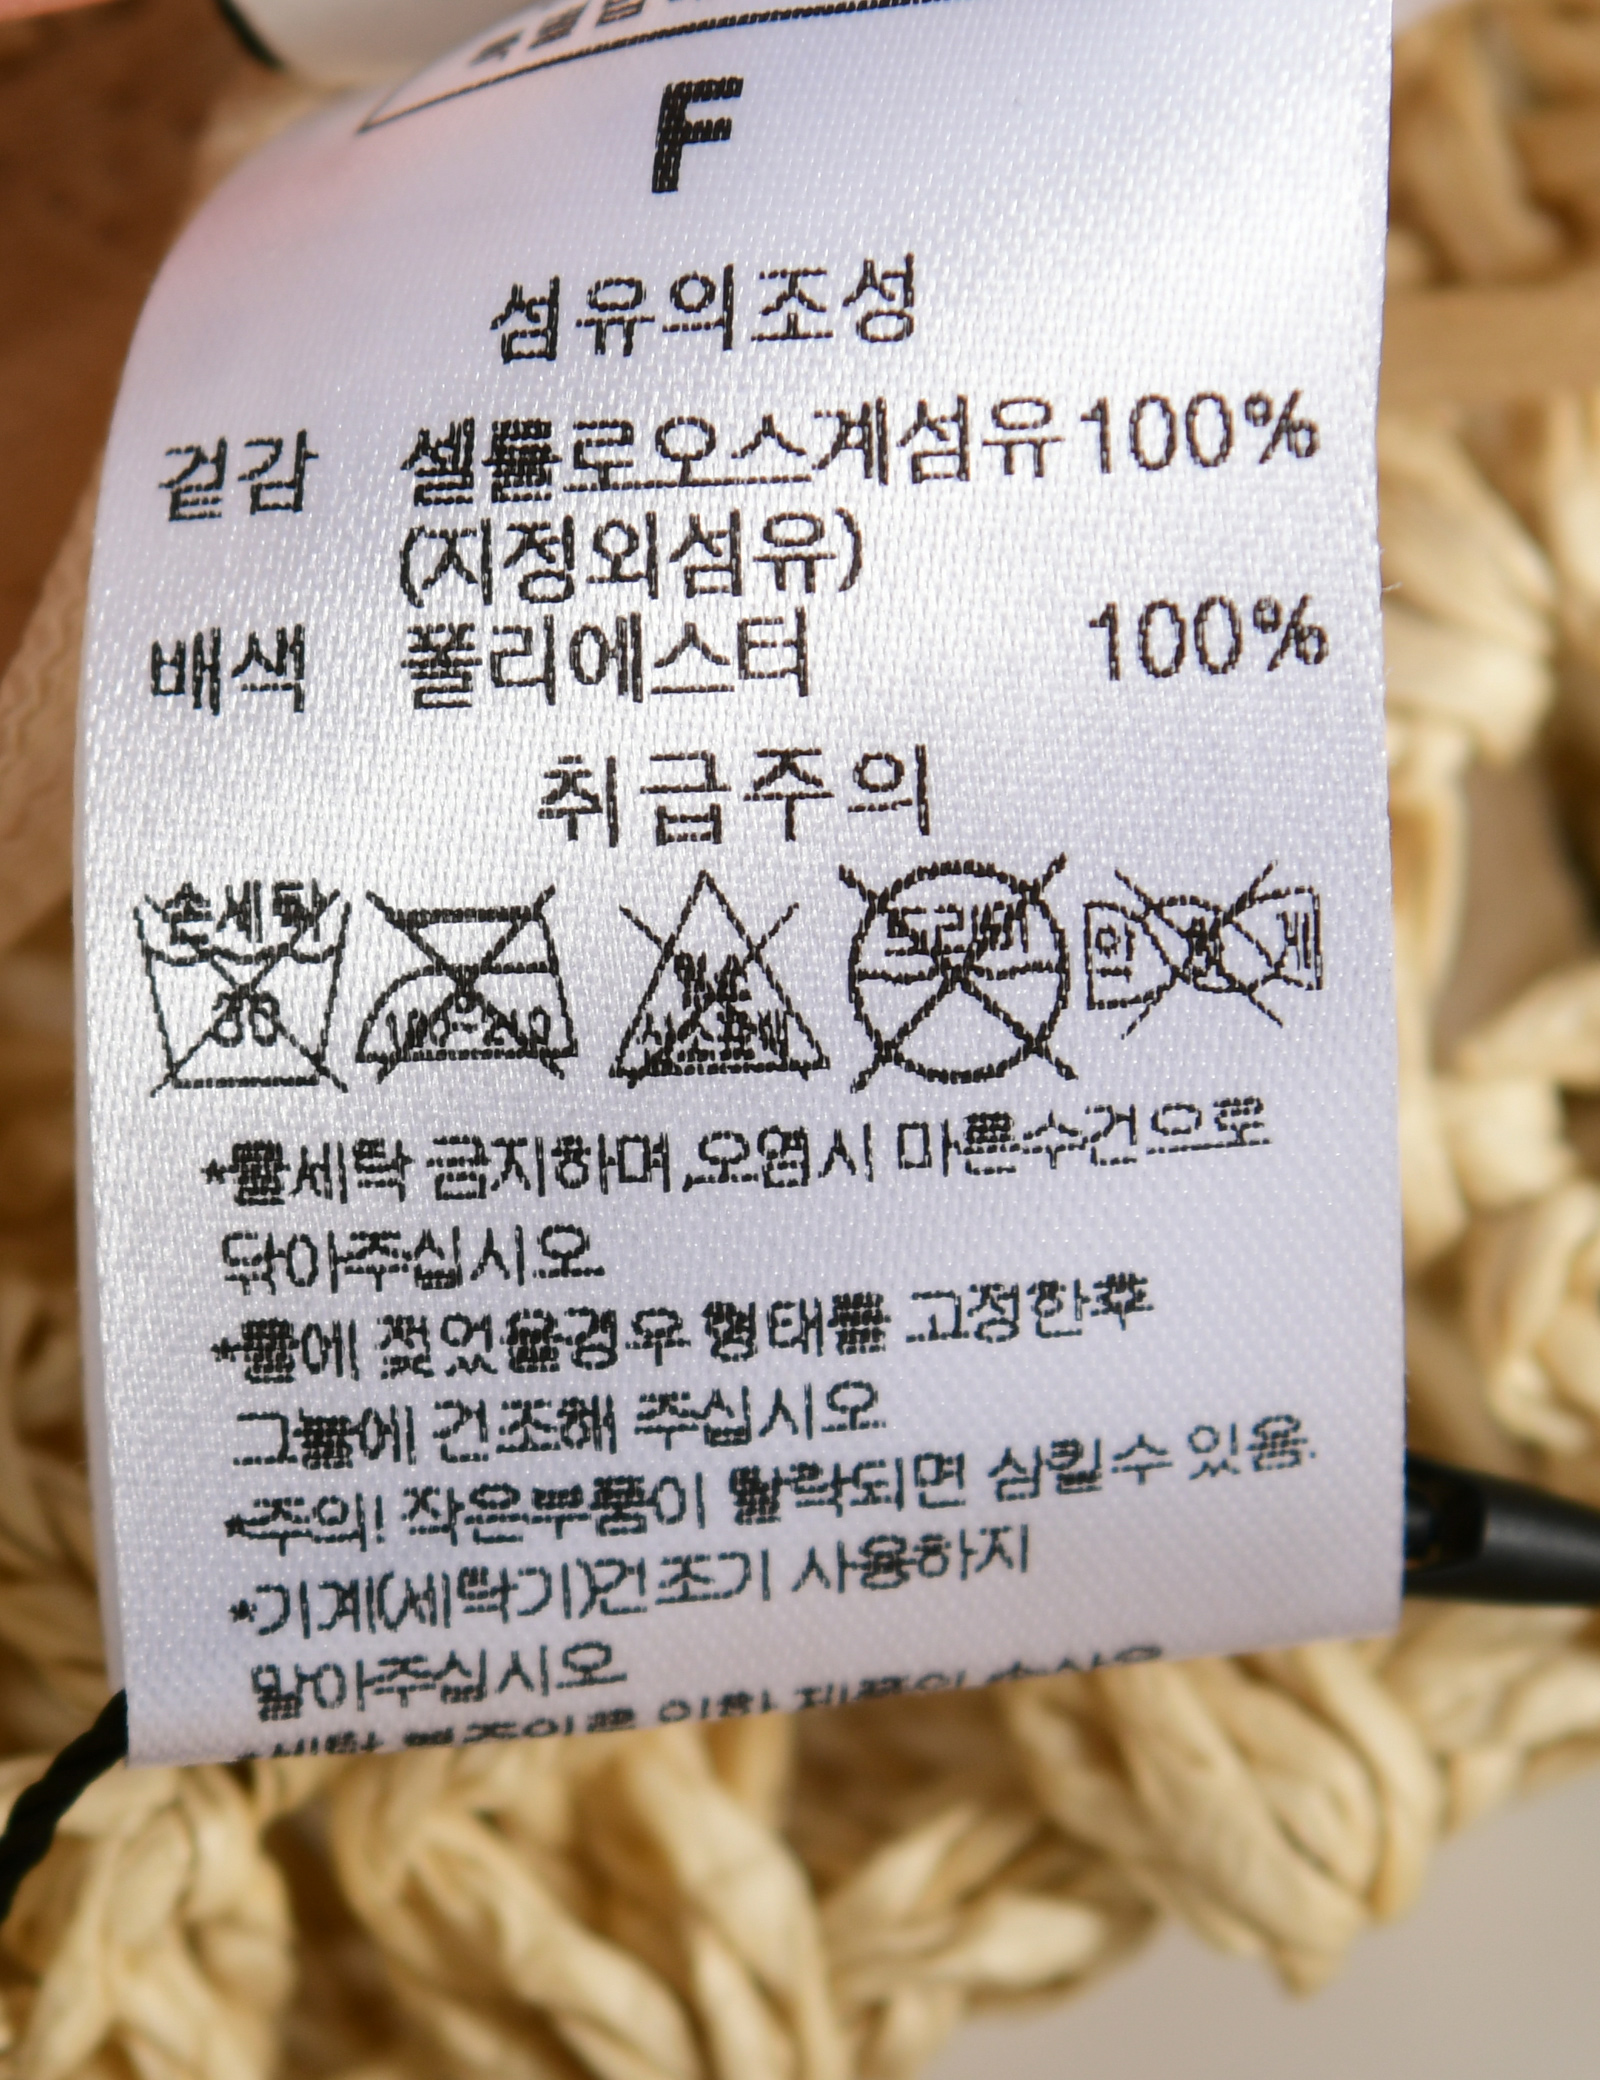 F
섬유의조성
겉감 셀룰로오스계섬유 100%
(지정외섬유)
배색 폴리에스터 100%
취급주의
손세탁
30
드라이
*물세탁 금지하며,오염시 마른수건으로
닦아주십시오
*물에 젖었을경우 형태를 고정한후
그늘에 건조해 주십시오
*주의! 작은부품이 탈락되면 삼킬수 있음.
*기계(세탁기)건조기 사용하지
말아주십시오